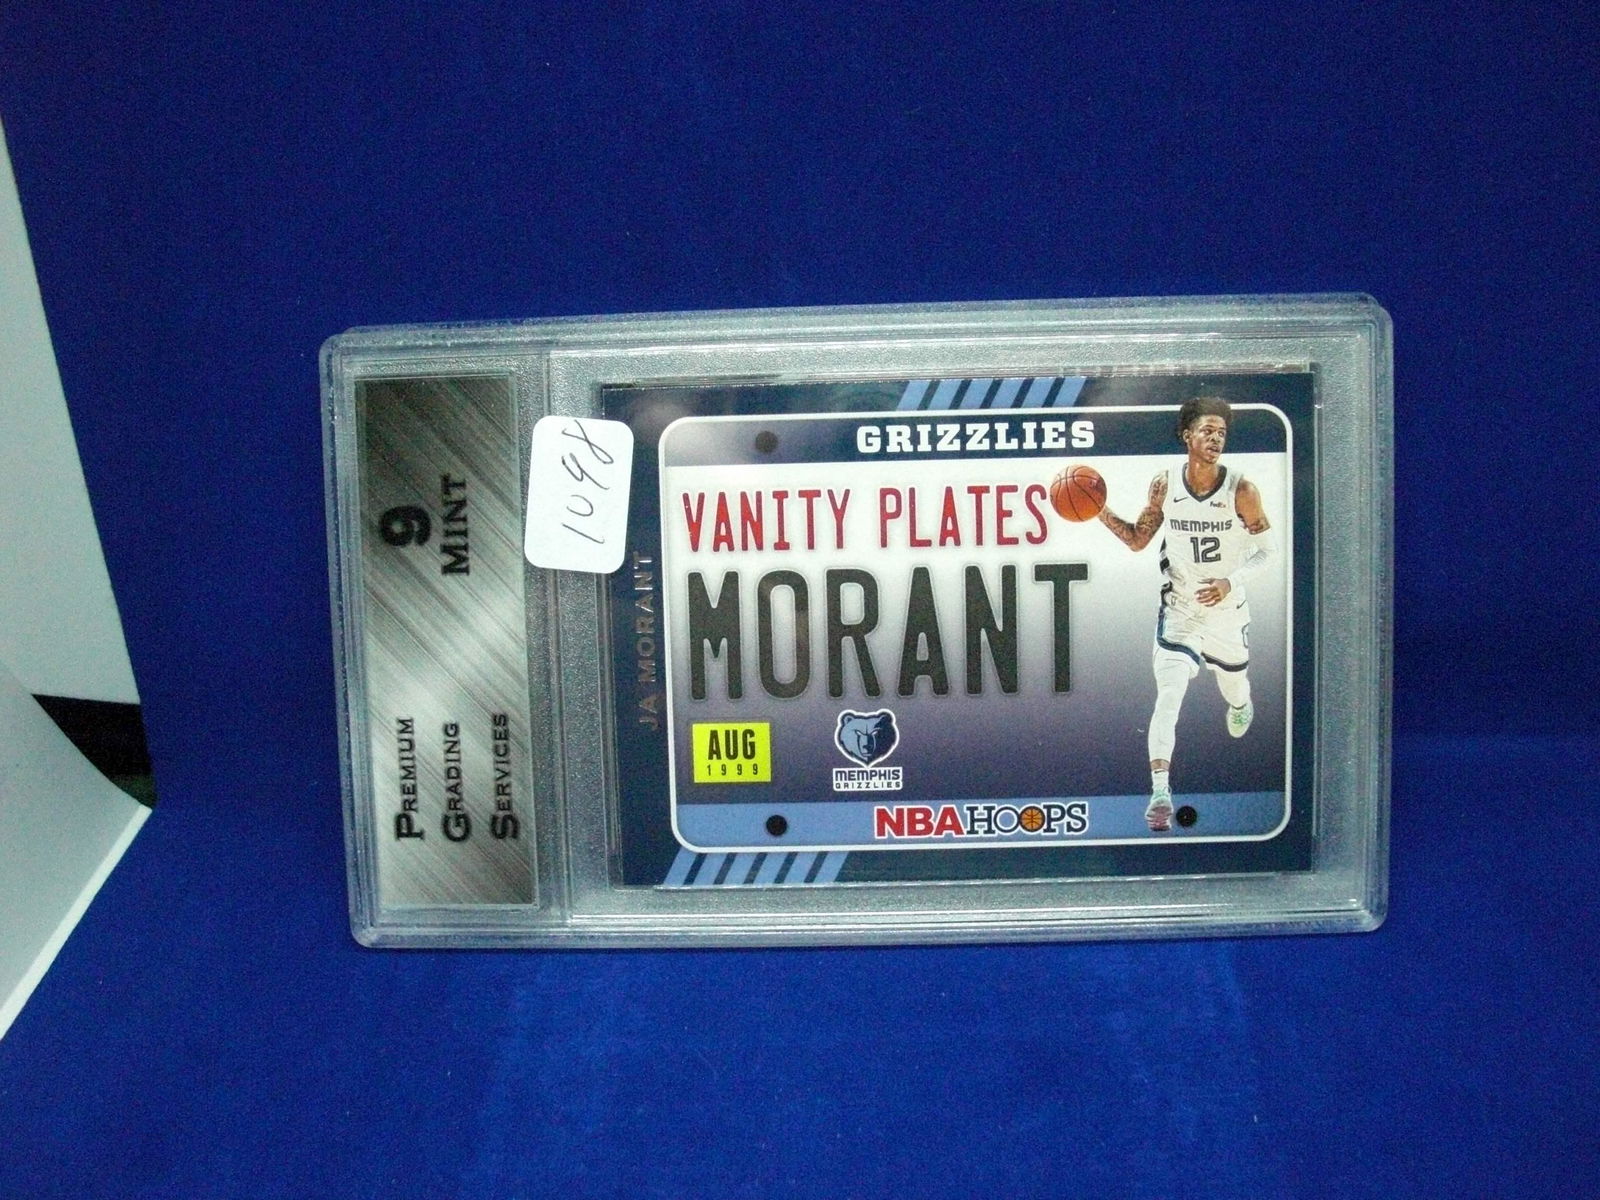 9
MINT
PREMIUM
GRADING
SERVICES
1098
JA MORANT
GRIZZLIES
VANITY PLATES
MORANT
AUG
1999
MEMPHIS
GRIZZLIES
NBA HOOPS
MEMPHIS
12
FedEx